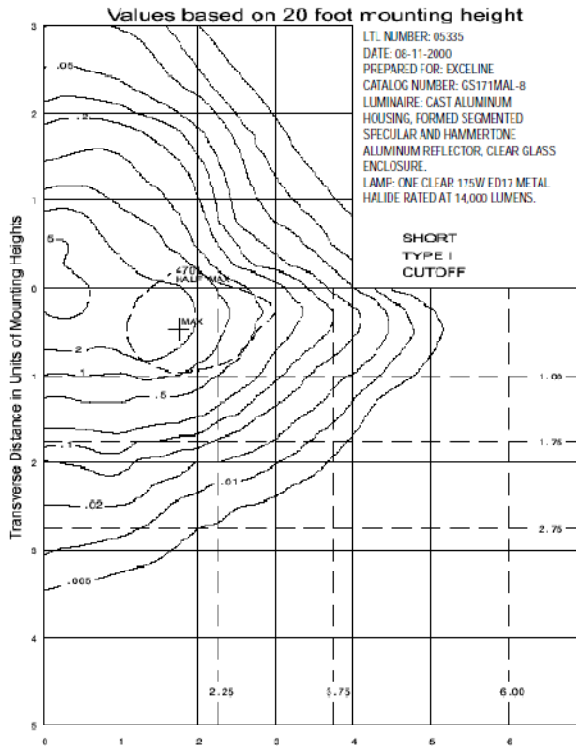 Values based on 20 foot mounting height
LTL NUMBER: 05335
DATE: 08-11-2000
PREPARED FOR: EXCELINE
CATALOG NUMBER: GS171MAL-8
LUMINAIRE: CAST ALUMINUM
HOUSING, FORMED SEGMENTED
SPECULAR AND HAMMERTONE
ALUMINUM REFLECTOR, CLEAR GLASS
ENCLOSURE.
LAMP: ONE CLEAR 175W ED17 METAL
HALIDE RATED AT 14,000 LUMENS.
SHORT
TYPE I
CUTOFF
Transverse Distance in Units of Mounting Heights
3
2
1
0
1
2
3
4
5
.05
.2
5
HALF MAX
MAX
2
.1
.5
.1
.02
.01
.005
1.00
1.75
2.75
2.25
3.75
6.00
0
1
2
3
4
5
6